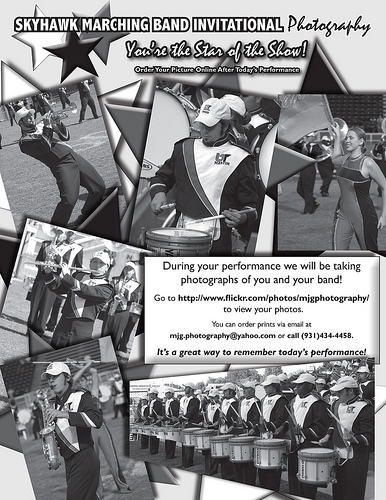 SKYHAWK MARCHING BAND INVITATIONAL Photography
You're the Star of the Show!
Order Your Picture Online After Today's Performance
During your performance we will be taking
photographs of you and your band!
Go to http://www.flickr.com/photos/mjgphotography/
to view your photos.
You can order prints via email at
mjg.photography@yahoo.com or call (931)434-4458.
It's a great way to remember today's performance!